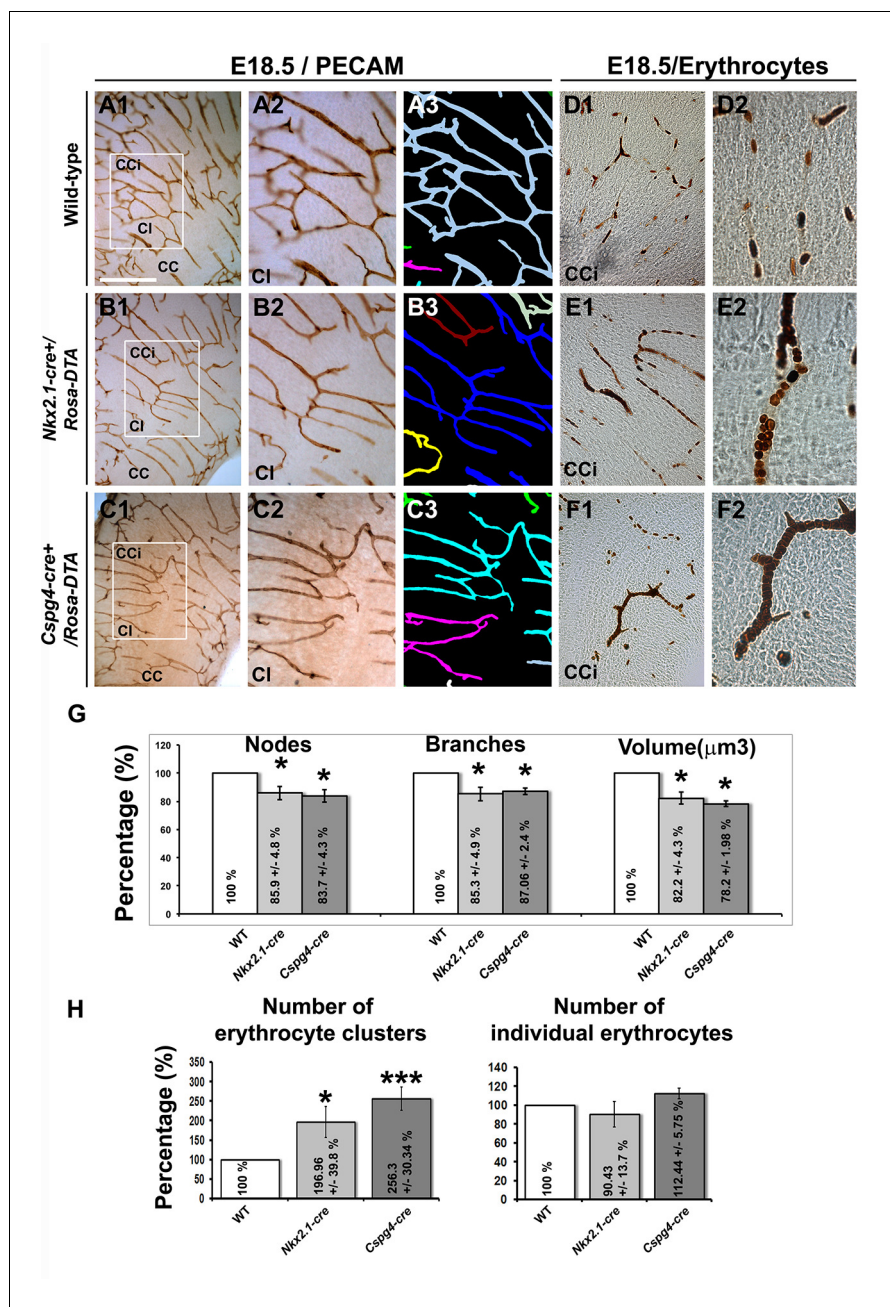 E18.5 / PECAM
E18.5/Erythrocytes
Wild-type
A1
CCi
CI
CC
A2
CI
A3
D1
CCi
D2
Nkx2.1-cre+/
Rosa-DTA
B1
CCi
CI
CC
B2
CI
B3
E1
CCi
E2
Cspg4-cre+
/Rosa-DTA
C1
CCi
CI
CC
C2
CI
C3
F1
CCi
F2
G
Nodes
Branches
Volume(μm3)
Percentage (%)
120
100
80
60
40
20
0
*
*
*
*
*
*
100 %
85.9 +/- 4.8 %
83.7 +/- 4.3 %
100 %
85.3 +/- 4.9 %
87.06 +/- 2.4 %
100 %
82.2 +/- 4.3 %
78.2 +/-1.98 %
WT
Nkx2.1-cre
Cspg4-cre
WT
Nkx2.1-cre
Cspg4-cre
WT
Nkx2.1-cre
Cspg4-cre
H
Number of
erythrocyte clusters
Percentage (%)
350
300
250
200
150
100
50
0
*
***
100 %
196.96
+/- 39.8 %
256.3
+/- 30.34 %
WT
Nkx2.1-cre
Cspg4-cre
Number of
individual erythrocytes
140
120
100
80
60
40
20
0
100 %
90.43
+/- 13.7 %
112.44 +/- 5.75 %
WT
Nkx2.1-cre
Cspg4-cre